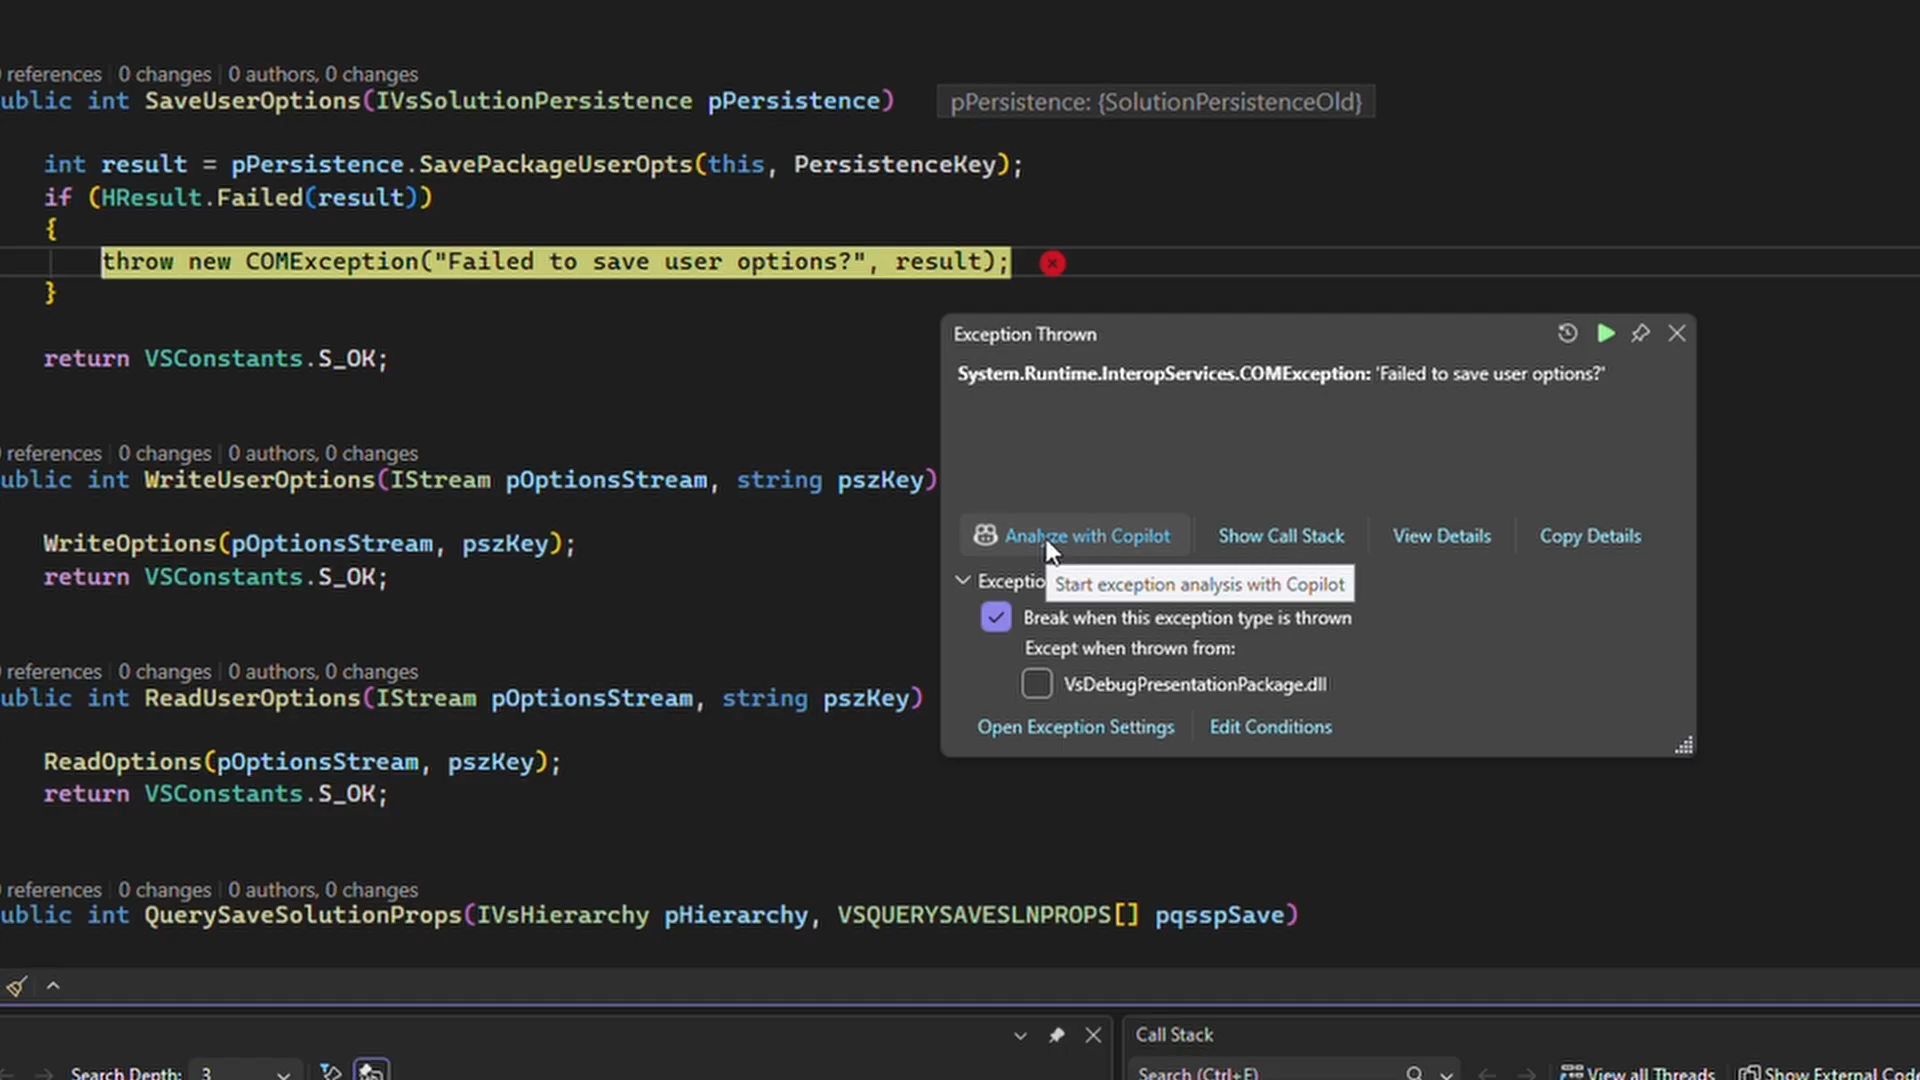 references | 0 changes | 0 authors, 0 changes
ublic int SaveUserOptions(IVsSolutionPersistence pPersistence) pPersistence: {SolutionPersistenceOld}
int result = pPersistence.SavePackageUserOpts(this, PersistenceKey);
if (HResult.Failed(result))
{
throw new COMException("Failed to save user options?", result);
}
return VSConstants.S_OK;
references | 0 changes | 0 authors, 0 changes
ublic int WriteUserOptions(IStream pOptionsStream, string pszKey)
WriteOptions(pOptionsStream, pszKey);
return VSConstants.S_OK;
references | 0 changes | 0 authors, 0 changes
ublic int ReadUserOptions(IStream pOptionsStream, string pszKey)
ReadOptions(pOptionsStream, pszKey);
return VSConstants.S_OK;
references | 0 changes | 0 authors, 0 changes
ublic int QuerySaveSolutionProps(IVsHierarchy pHierarchy, VSQUERYSAVESLNPROPS[] pqsspSave)
Exception Thrown
System.Runtime.InteropServices.COMException: 'Failed to save user options?'
Analyze with Copilot Show Call Stack View Details Copy Details
Exceptio
Start exception analysis with Copilot
Break when this exception type is thrown
Except when thrown from:
VsDebugPresentationPackage.dll
Open Exception Settings Edit Conditions
Search Depth: 3
Call Stack
Search (Ctrl+E) View all Threads Show External Code